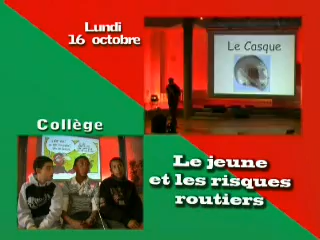 Lundi
16 octobre
Le Casque
Collège
Le jeune
et les risques
routiers